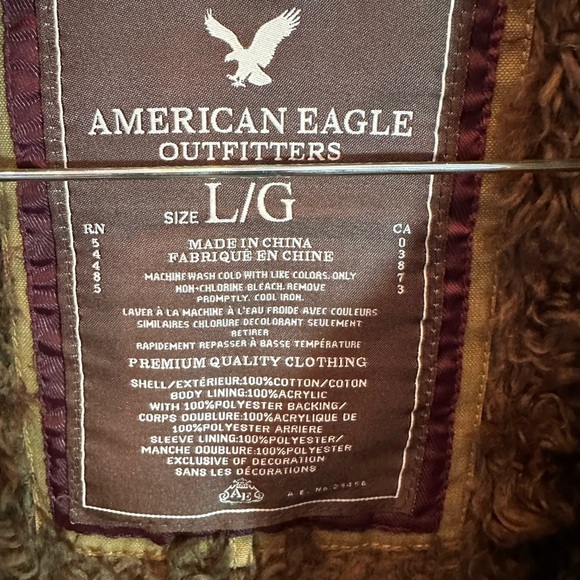 AMERICAN EAGLE
OUTFITTERS
SIZE L/G
RN
5
4
4
8
5
CA
0
3
8
7
3
MADE IN CHINA
FABRIQUÉ EN CHINE
MACHINE WASH COLD WITH LIKE COLORS. ONLY
NON-CHLORINE BLEACH. REMOVE
PROMPTLY. COOL IRON.
LAVER À LA MACHINE À L'EAU FROIDE AVEC COULEURS
SIMILAIRES CHLORURE DECOLORANT SEULEMENT
RETIRER
RAPIDEMENT REPASSER À BASSE TEMPÉRATURE
PREMIUM QUALITY CLOTHING
SHELL/EXTÉRIEUR:100%COTTON/COTON
BODY LINING:100%ACRYLIC
WITH 100%POLYESTER BACKING/
CORPS DOUBLURE:100%ACRYLIQUE DE
100%POLYESTER ARRIERE
SLEEVE LINING:100%POLYESTER/
MANCHE DOUBLURE:100%POLYESTER
EXCLUSIVE OF DECORATION
SANS LES DÉCORATION
AE
A.E. No.